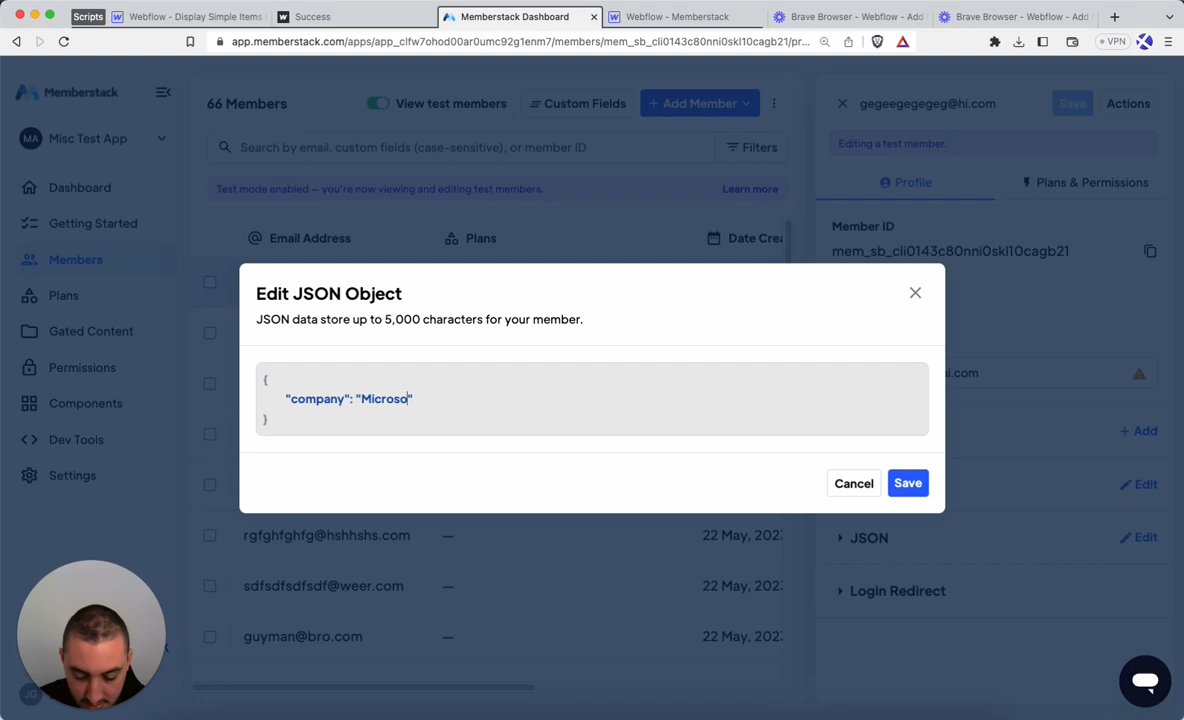 Scripts
Webflow - Display Simple Items
Success
Memberstack Dashboard
Webflow - Memberstack
Brave Browser - Webflow - Add
Brave Browser - Webflow - Add
app.memberstack.com/apps/app_clfw7ohod00ar0umc92g1enm7/members/mem_sb_cli0143c80nni0skl10cagb21/pr...
VPN
Memberstack
MA Misc Test App
Dashboard
Getting Started
Members
Plans
Gated Content
Permissions
Components
Dev Tools
Settings
JG
66 Members
View test members
Custom Fields
+ Add Member
Search by email, custom fields (case-sensitive), or member ID
Filters
Test mode enabled – you're now viewing and editing test members.
Learn more
Email Address
Plans
Date Crea
Edit JSON Object
JSON data store up to 5,000 characters for your member.
{
"company": "Microso"
}
Cancel
Save
rgfghfghfg@hshhshs.com — 22 May, 202
sdfsdfsdfsdf@weer.com — 22 May, 202
guyman@bro.com — 22 May, 202
gegeegegegeg@hi.com
Save
Actions
Editing a test member.
Profile
Plans & Permissions
Member ID
mem_sb_cli0143c80nni0skl10cagb21
hi.com
+ Add
Edit
JSON
Edit
Login Redirect